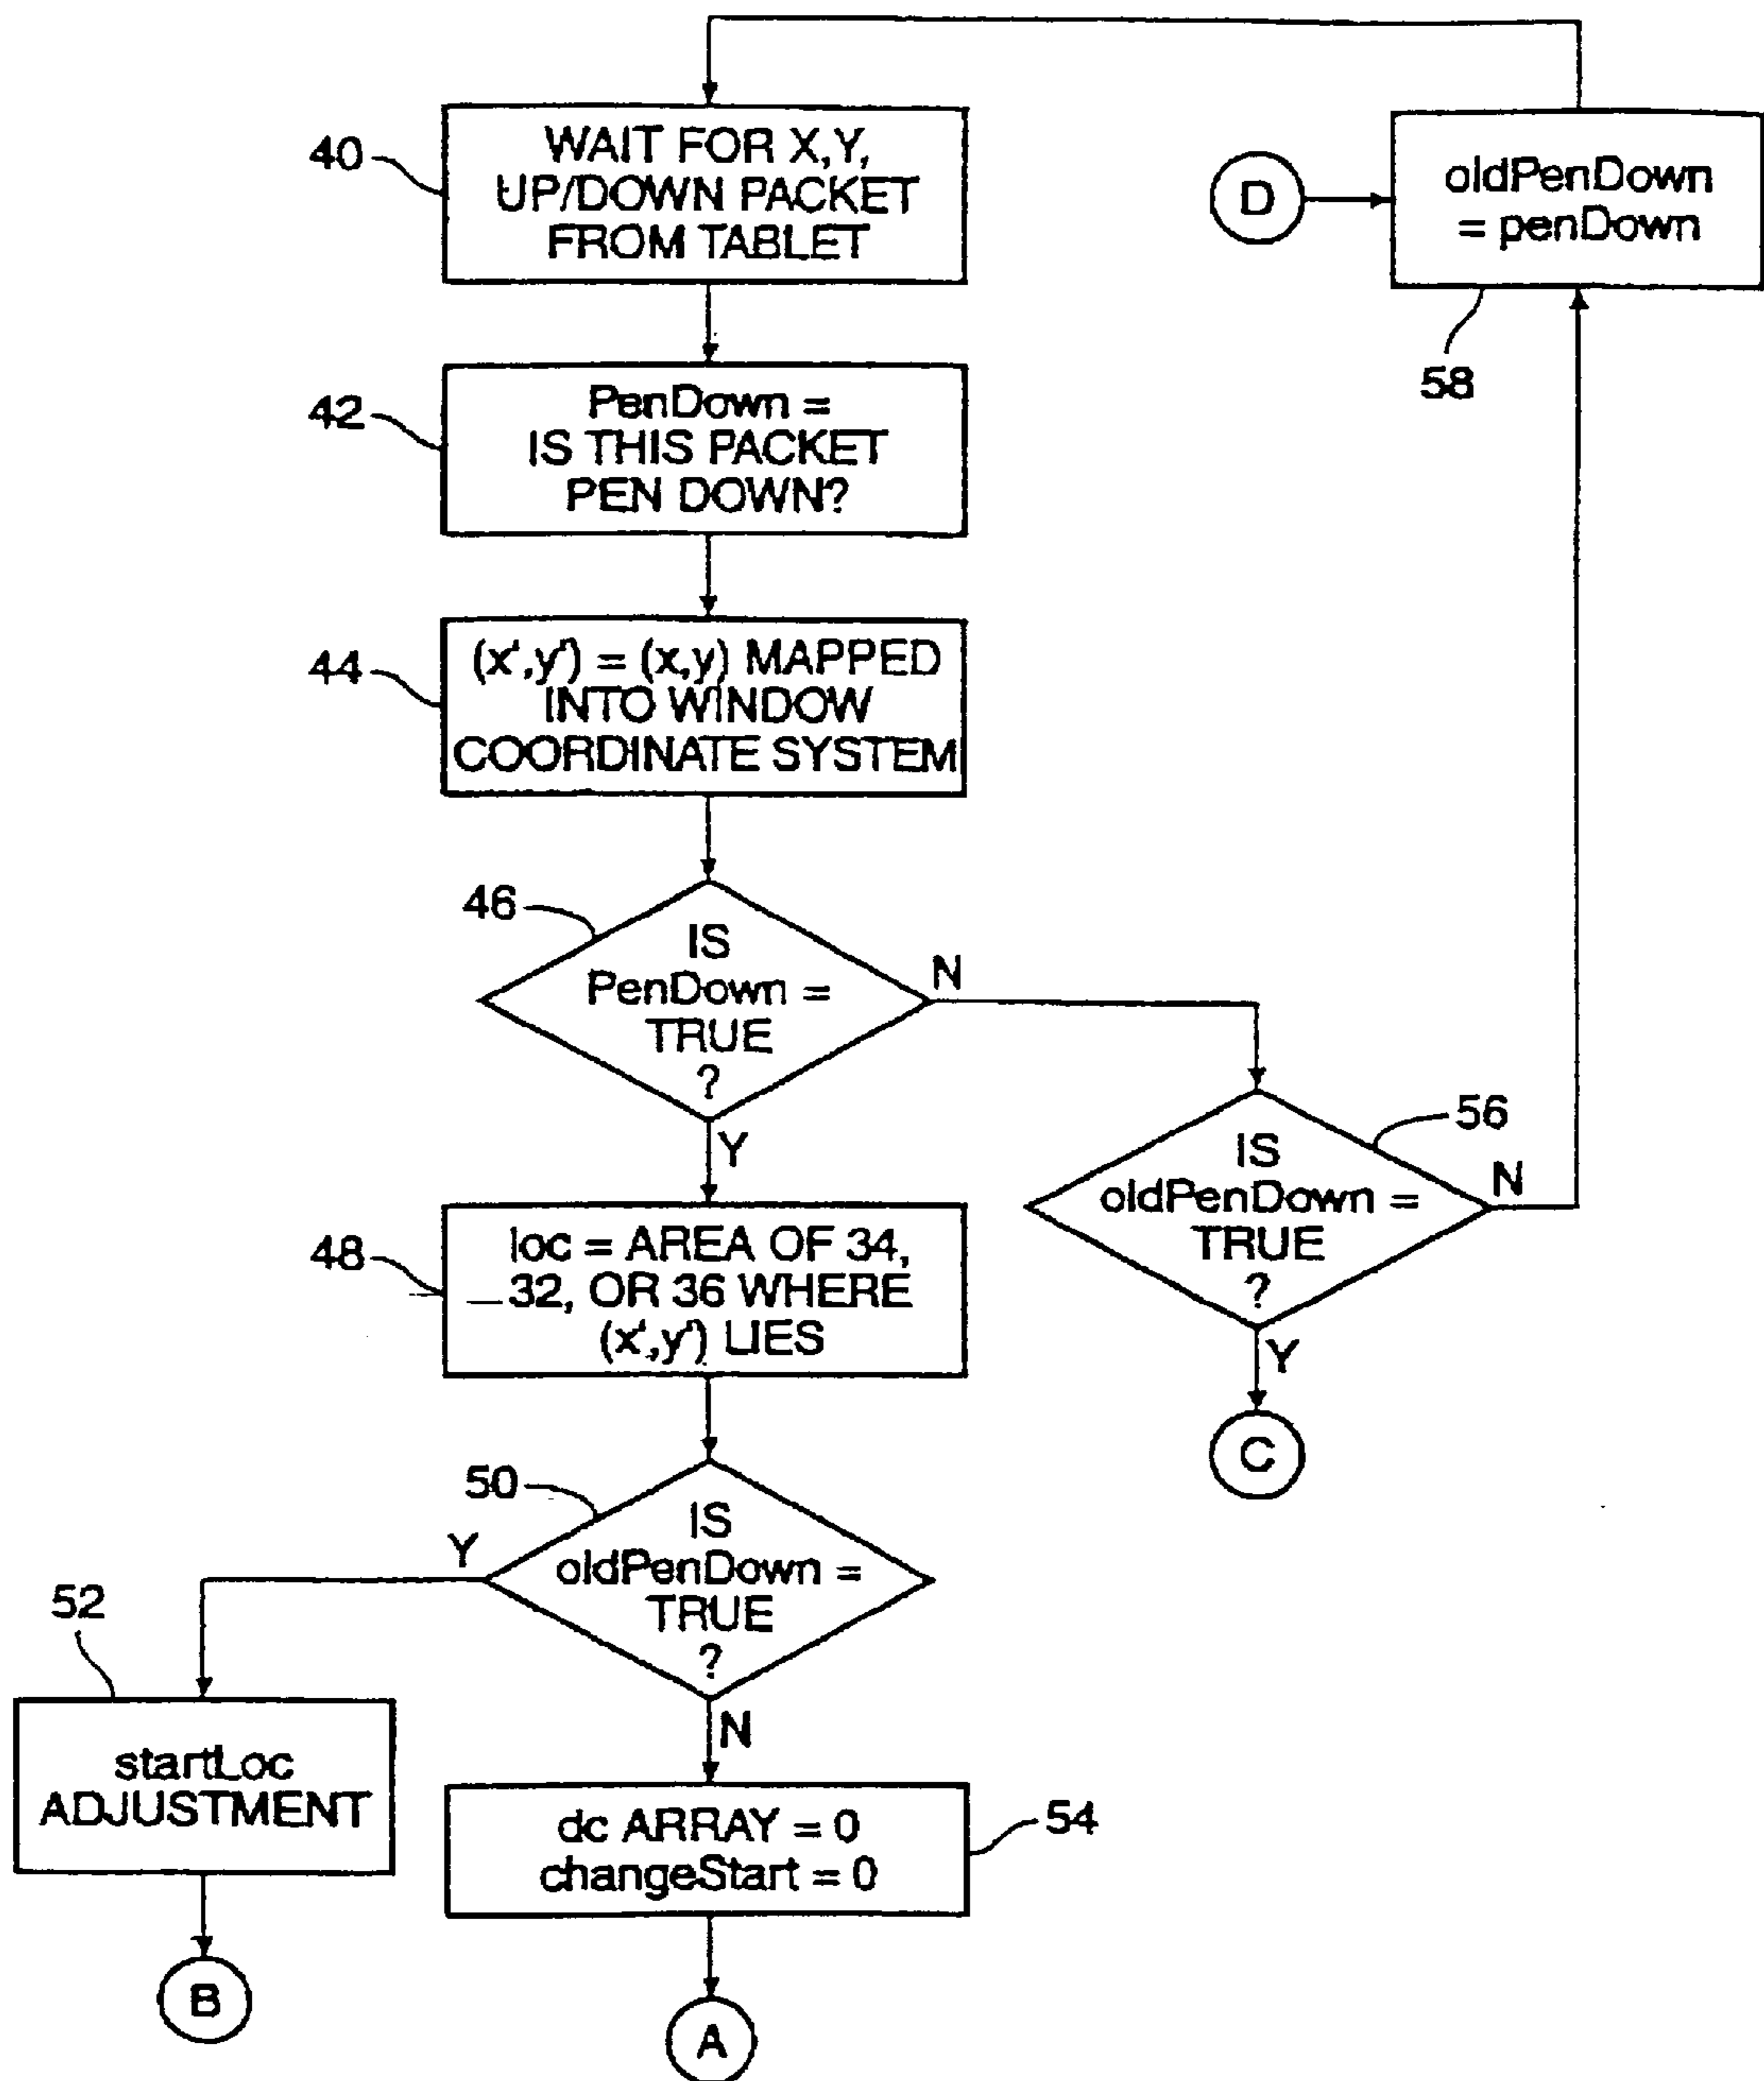 40
WAIT FOR X,Y,
UP/DOWN PACKET
FROM TABLET
D
oldPenDown
= penDown
58
42
PenDown =
IS THIS PACKET
PEN DOWN?
44
(x',y') = (x,y) MAPPED
INTO WINDOW
COORDINATE SYSTEM
46
IS
PenDown =
TRUE
?
N
Y
56
IS
oldPenDown =
TRUE
?
N
Y
C
48
loc = AREA OF 34,
32, OR 36 WHERE
(x',y') LIES
50
IS
oldPenDown =
TRUE
?
Y
N
52
startLoc
ADJUSTMENT
B
54
dc ARRAY = 0
changeStart = 0
A